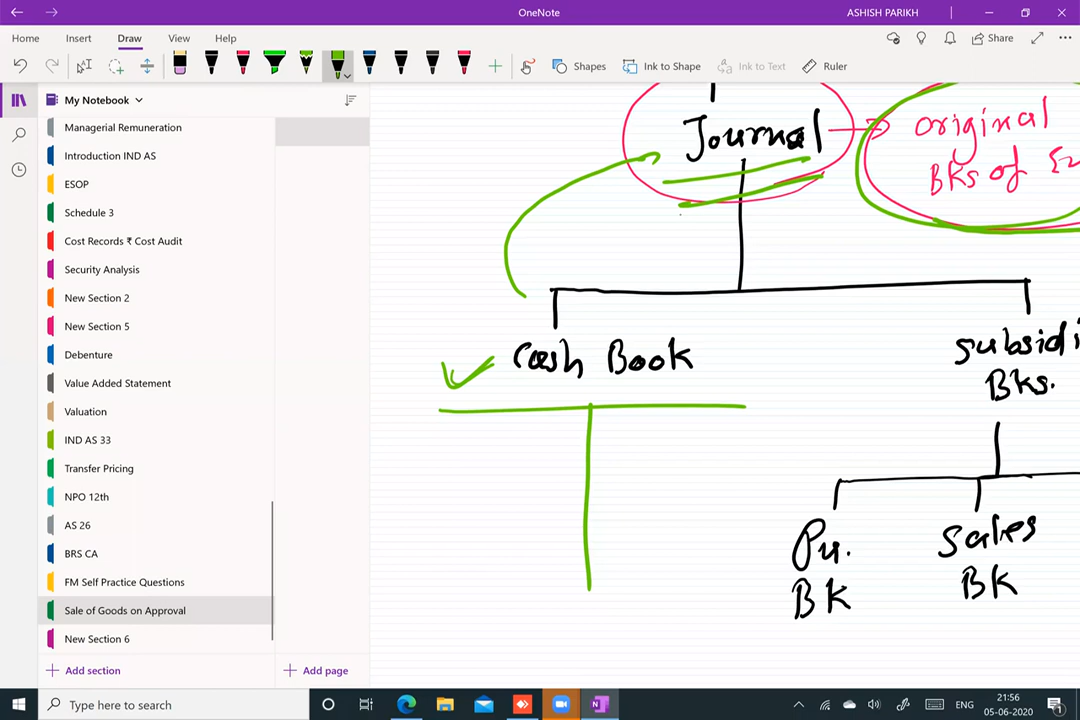 OneNote
ASHISH PARIKH
Home Insert Draw View Help
Share
Shapes
Ink to Shape
Ink to Text
Ruler
My Notebook
Managerial Remuneration
Introduction IND AS
ESOP
Schedule 3
Cost Records ₹ Cost Audit
Security Analysis
New Section 2
New Section 5
Debenture
Value Added Statement
Valuation
IND AS 33
Transfer Pricing
NPO 12th
AS 26
BRS CA
FM Self Practice Questions
Sale of Goods on Approval
New Section 6
Add section
Add page
Journal
original
Bks of
Cash Book
Subsidi
Bks.
Pu.
BK
Sales
BK
Type here to search
ENG
21:56
05-06-2020
1